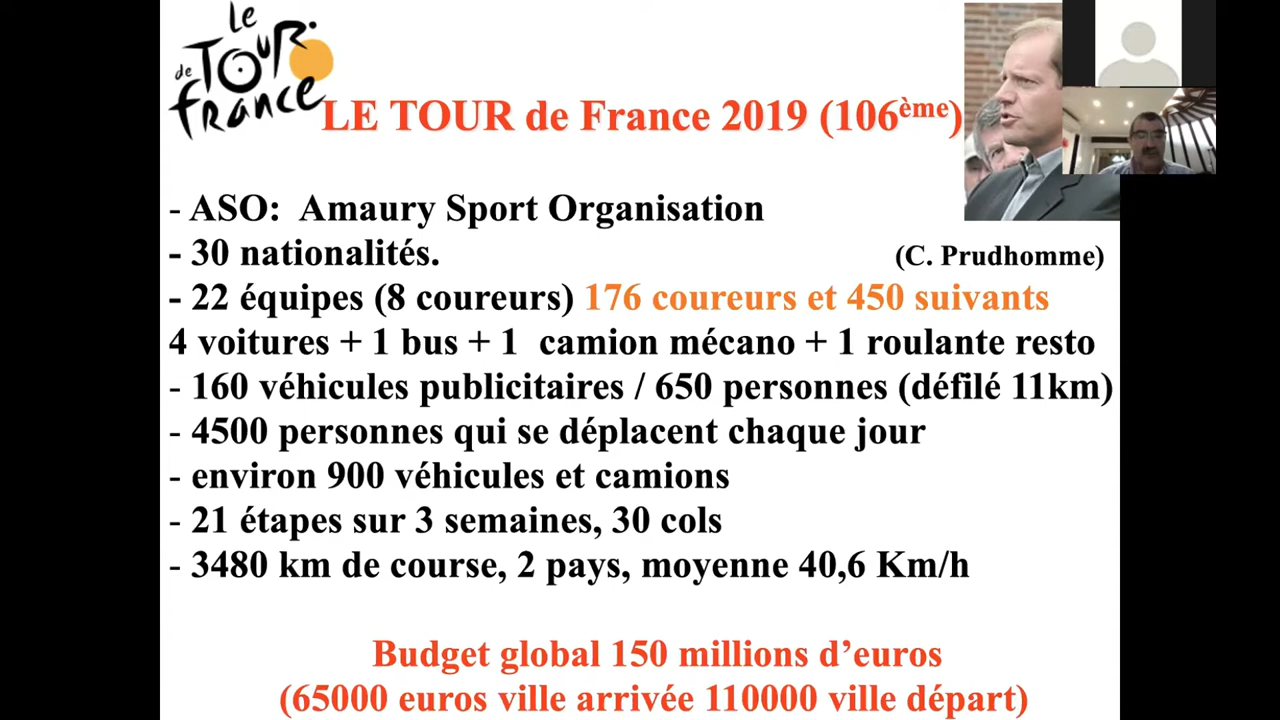 Le
de TOUR
france
LE TOUR de France 2019 (106ème)
- ASO: Amaury Sport Organisation
- 30 nationalités.
(C. Prudhomme)
- 22 équipes (8 coureurs) 176 coureurs et 450 suivants
4 voitures + 1 bus + 1 camion mécano + 1 roulante resto
- 160 véhicules publicitaires / 650 personnes (défilé 11km)
- 4500 personnes qui se déplacent chaque jour
- environ 900 véhicules et camions
- 21 étapes sur 3 semaines, 30 cols
- 3480 km de course, 2 pays, moyenne 40,6 Km/h
Budget global 150 millions d’euros
(65000 euros ville arrivée 110000 ville départ)